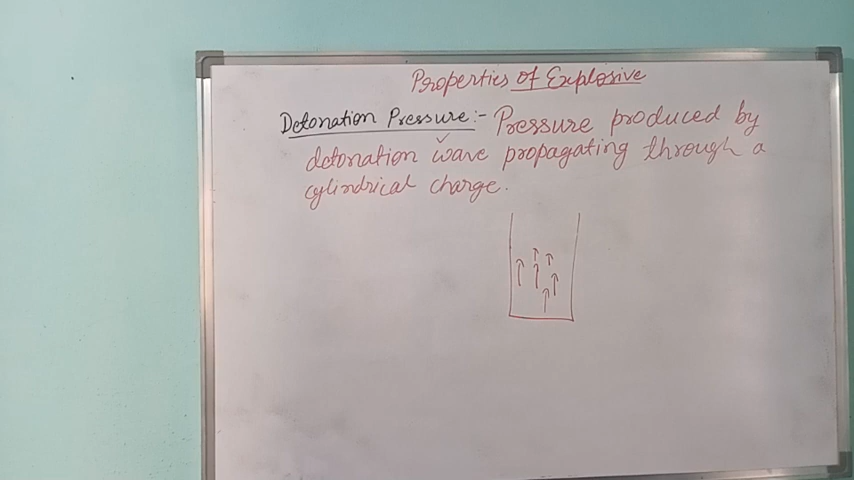 Properties of Explosive
Detonation Pressure:- Pressure produced by
detonation wave propagating through a
cylindrical charge.